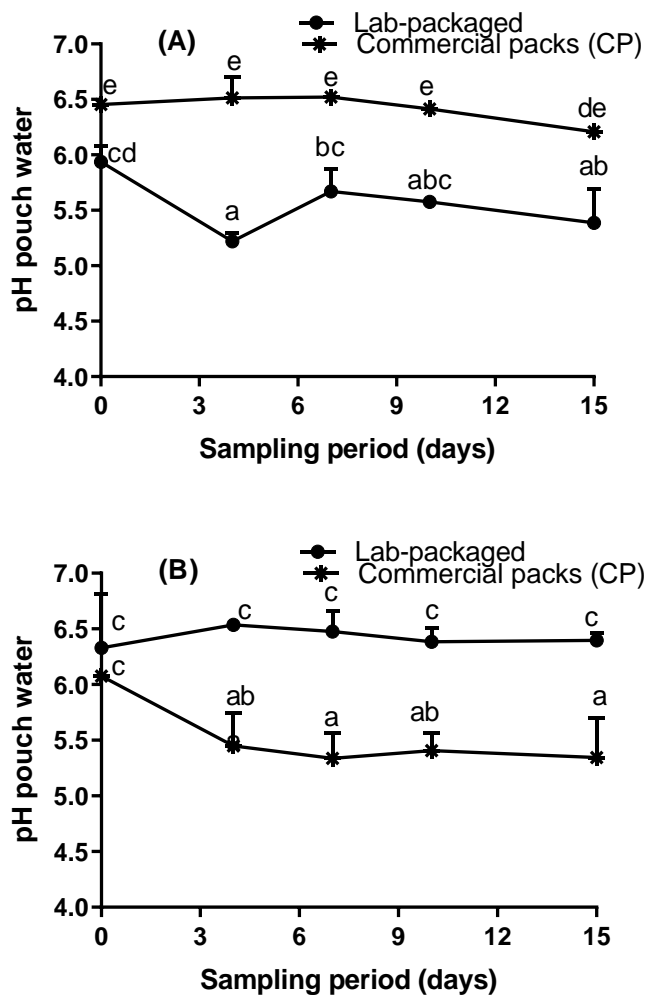 Lab-packaged
Commercial packs (CP)
(A)
7.0
6.5
6.0
5.5
5.0
4.5
4.0
pH pouch water
e
e
e
e
de
cd
a
bc
abc
ab
0
3
6
9
12
15
Sampling period (days)
Lab-packaged
Commercial packs (CP)
(B)
7.0
6.5
6.0
5.5
5.0
4.5
4.0
pH pouch water
c
c
c
c
c
c
ab
a
ab
a
0
3
6
9
12
15
Sampling period (days)